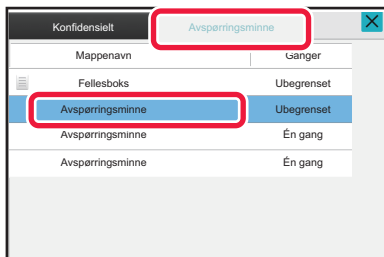 Konfidensielt Avspørringsminne
Mappenavn Ganger
Fellesboks Ubegrenset
Avspørringsminne Ubegrenset
Avspørringsminne Én gang
Avspørringsminne Én gang